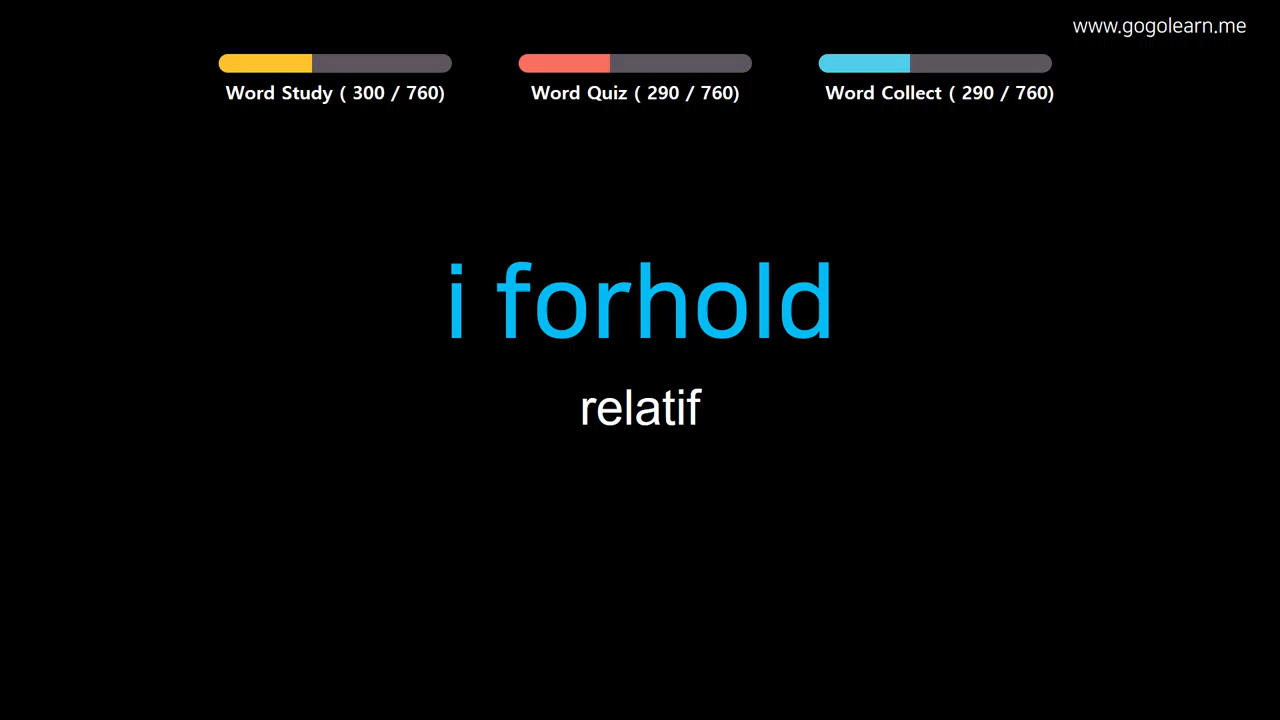 www.gogolearn.me
Word Study ( 300 / 760)
Word Quiz ( 290 / 760)
Word Collect ( 290 / 760)
i forhold
relatif